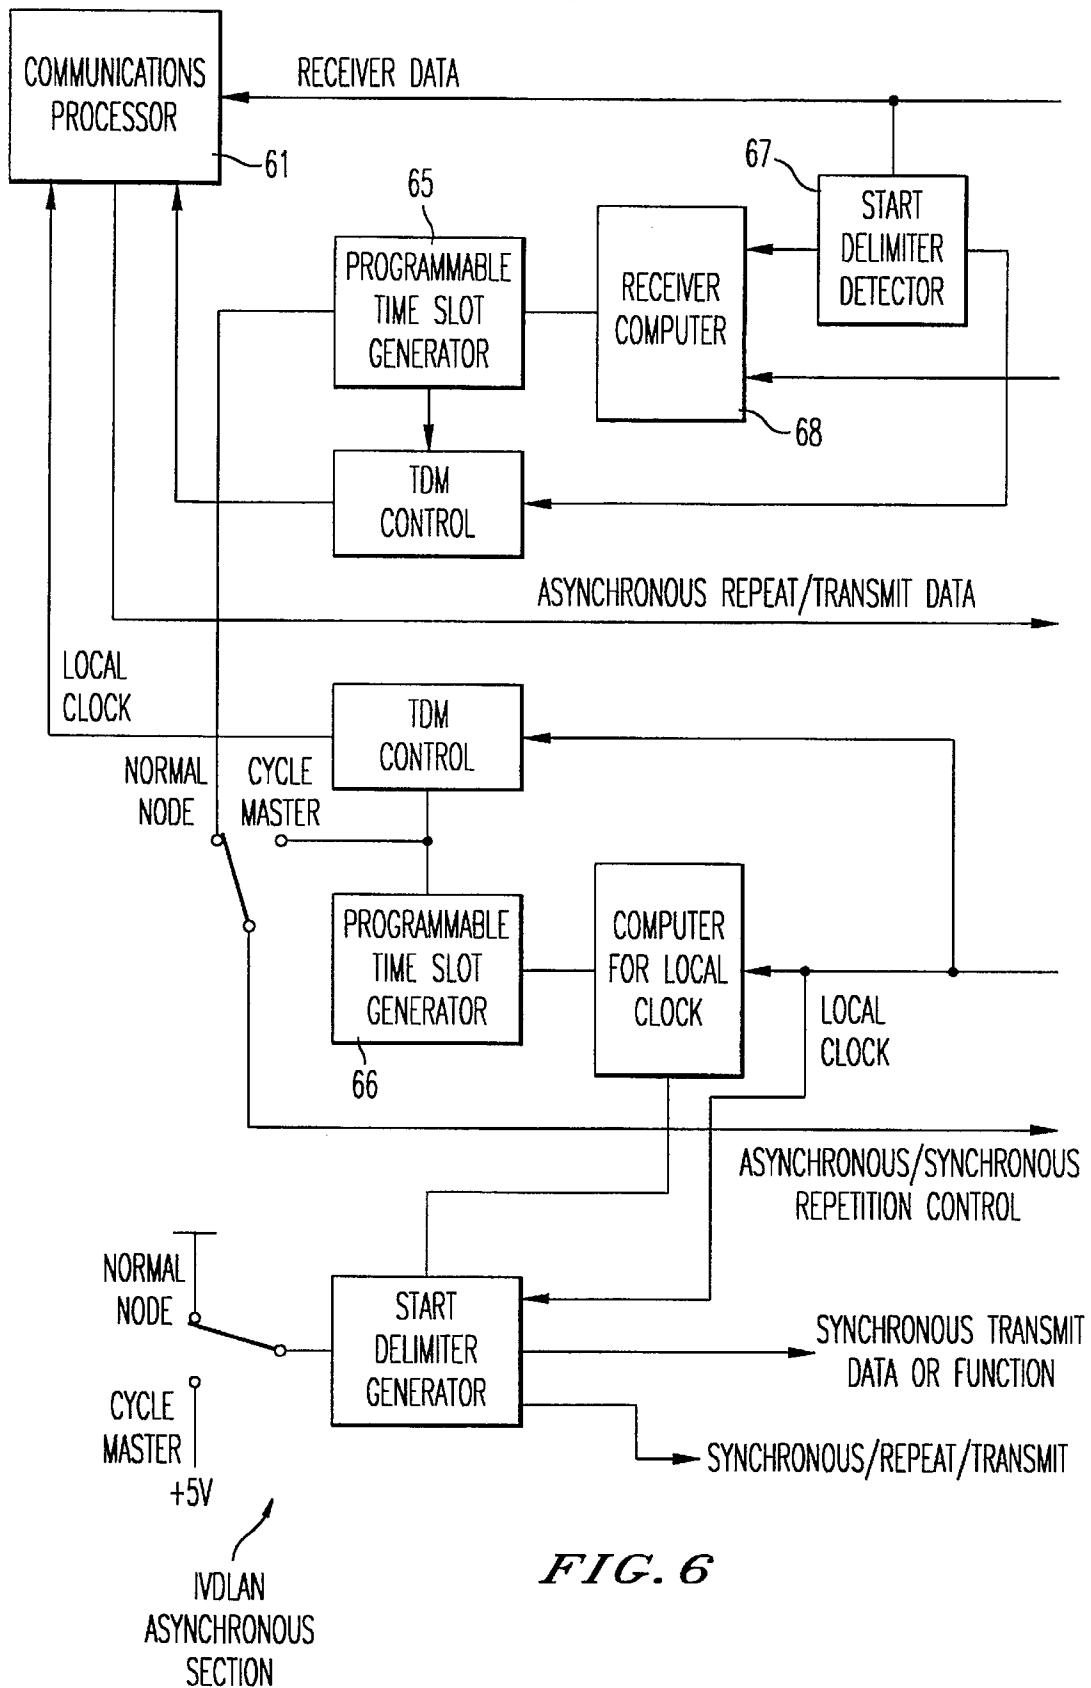 COMMUNICATIONS
PROCESSOR
RECEIVER DATA
61
67
65
START
DELIMITER
DETECTOR
PROGRAMMABLE
TIME SLOT
GENERATOR
RECEIVER
COMPUTER
68
TDM
CONTROL
ASYNCHRONOUS REPEAT/TRANSMIT DATA
LOCAL
CLOCK
TDM
CONTROL
NORMAL
NODE
CYCLE
MASTER
PROGRAMMABLE
TIME SLOT
GENERATOR
66
COMPUTER
FOR LOCAL
CLOCK
LOCAL
CLOCK
ASYNCHRONOUS/SYNCHRONOUS
REPETITION CONTROL
NORMAL
NODE
START
DELIMITER
GENERATOR
SYNCHRONOUS TRANSMIT
DATA OR FUNCTION
CYCLE
MASTER
+5V
SYNCHRONOUS/REPEAT/TRANSMIT
IVDLAN
ASYNCHRONOUS
SECTION
FIG. 6